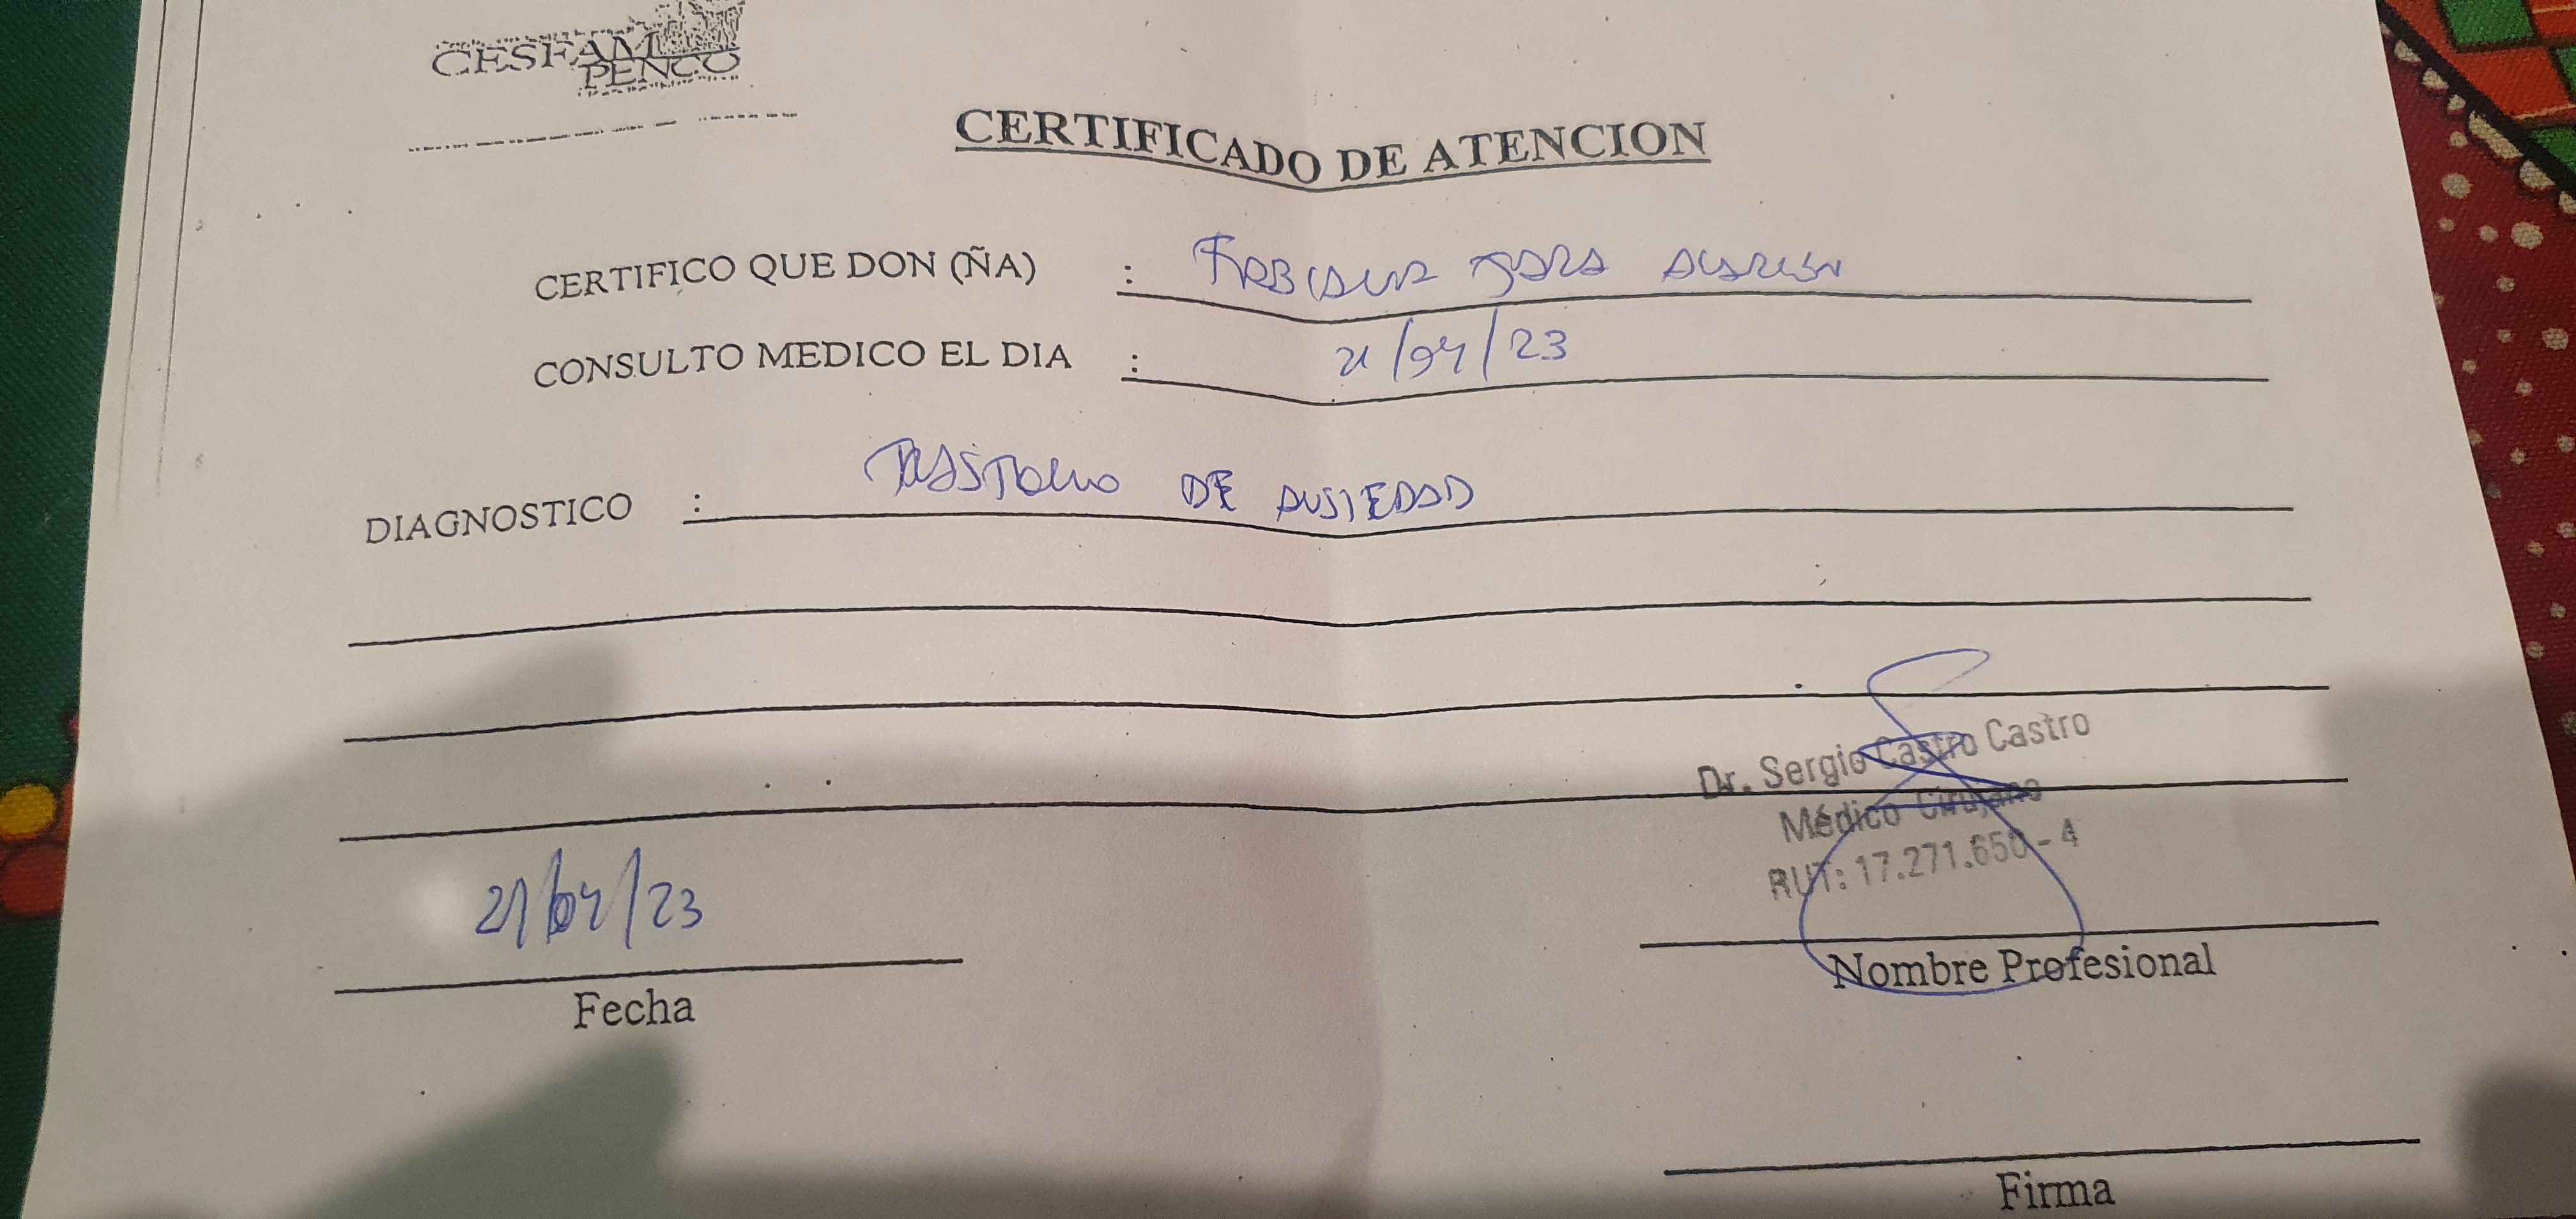 CESFAM
PENCO
CERTIFICADO DE ATENCION
CERTIFICO QUE DON (ÑA) : JARA
CONSULTO MEDICO EL DIA : 21/04/23
DIAGNOSTICO : TRASTORNO DE ANSIEDAD
Dr. Sergio Castro Castro
Médico Cirujano
RUT: 17.271.650-4
21/04/23
Nombre Profesional
Fecha
Firma